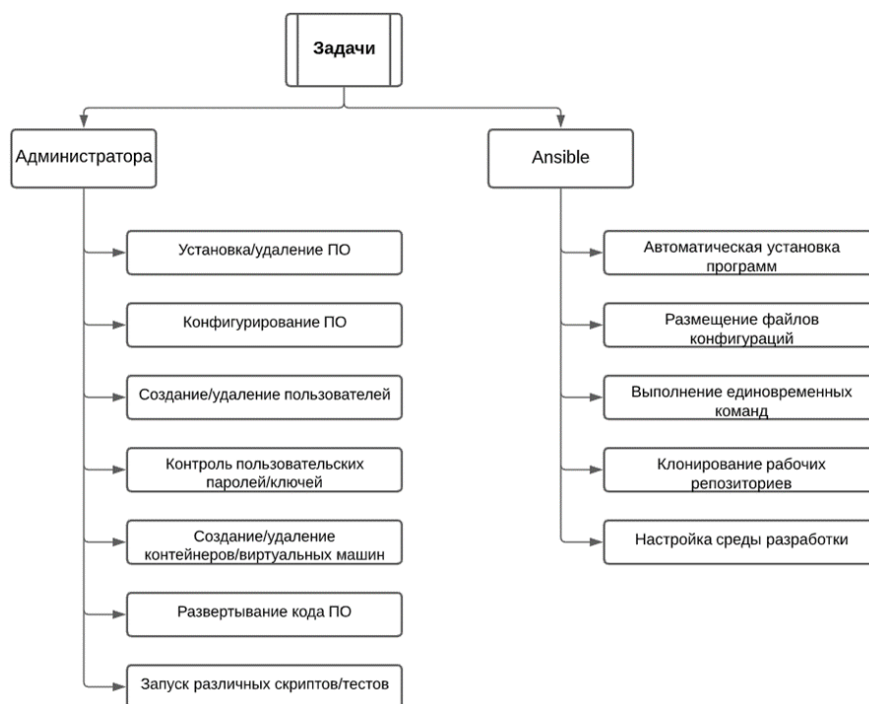 Задачи
Администратора
Ansible
Установка/удаление ПО
Конфигурирование ПО
Создание/удаление пользователей
Контроль пользовательских
паролей/ключей
Создание/удаление
контейнеров/виртуальных машин
Развертывание кода ПО
Запуск различных скриптов/тестов
Автоматическая установка
программ
Размещение файлов
конфигураций
Выполнение единовременных
команд
Клонирование рабочих
репозиториев
Настройка среды разработки